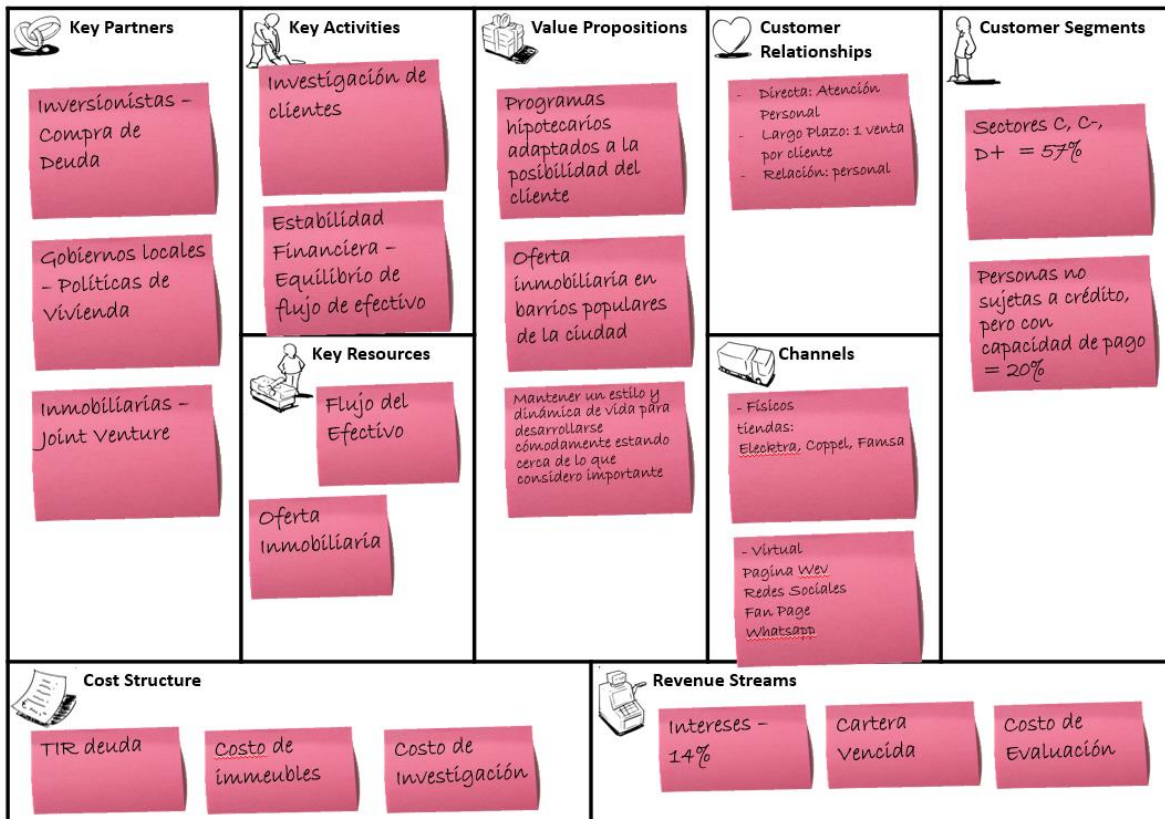 Key Partners
Inversionistas –
Compra de
Deuda
Gobiernos locales
– Políticas de
Vivienda
Inmobiliarias –
Joint Venture
Key Activities
Investigación de
clientes
Estabilidad
Financiera –
Equilibrio de
flujo de efectivo
Key Resources
Flujo del
Efectivo
Oferta
Inmobiliaria
Value Propositions
Programas
hipotecarios
adaptados a la
posibilidad del
cliente
Oferta
inmobiliaria en
barrios populares
de la ciudad
Mantener un estilo y
dinámica de vida para
desarrollarse
cómodamente estando
cerca de lo que
considero importante
Customer
Relationships
- Directa: Atención
Personal
- Largo Plazo: 1 venta
por cliente
- Relación: personal
Channels
- Físicos
tiendas:
Elecktra, Coppel, Famsa
- Virtual
Pagina Wev
Redes Sociales
Fan Page
Whatsapp
Customer Segments
Sectores C, C-,
D+ = 57%
Personas no
sujetas a crédito,
pero con
capacidad de pago
= 20%
Cost Structure
TIR deuda
Costo de
immeubles
Costo de
Investigación
Revenue Streams
Intereses –
14%
Cartera
Vencida
Costo de
Evaluación